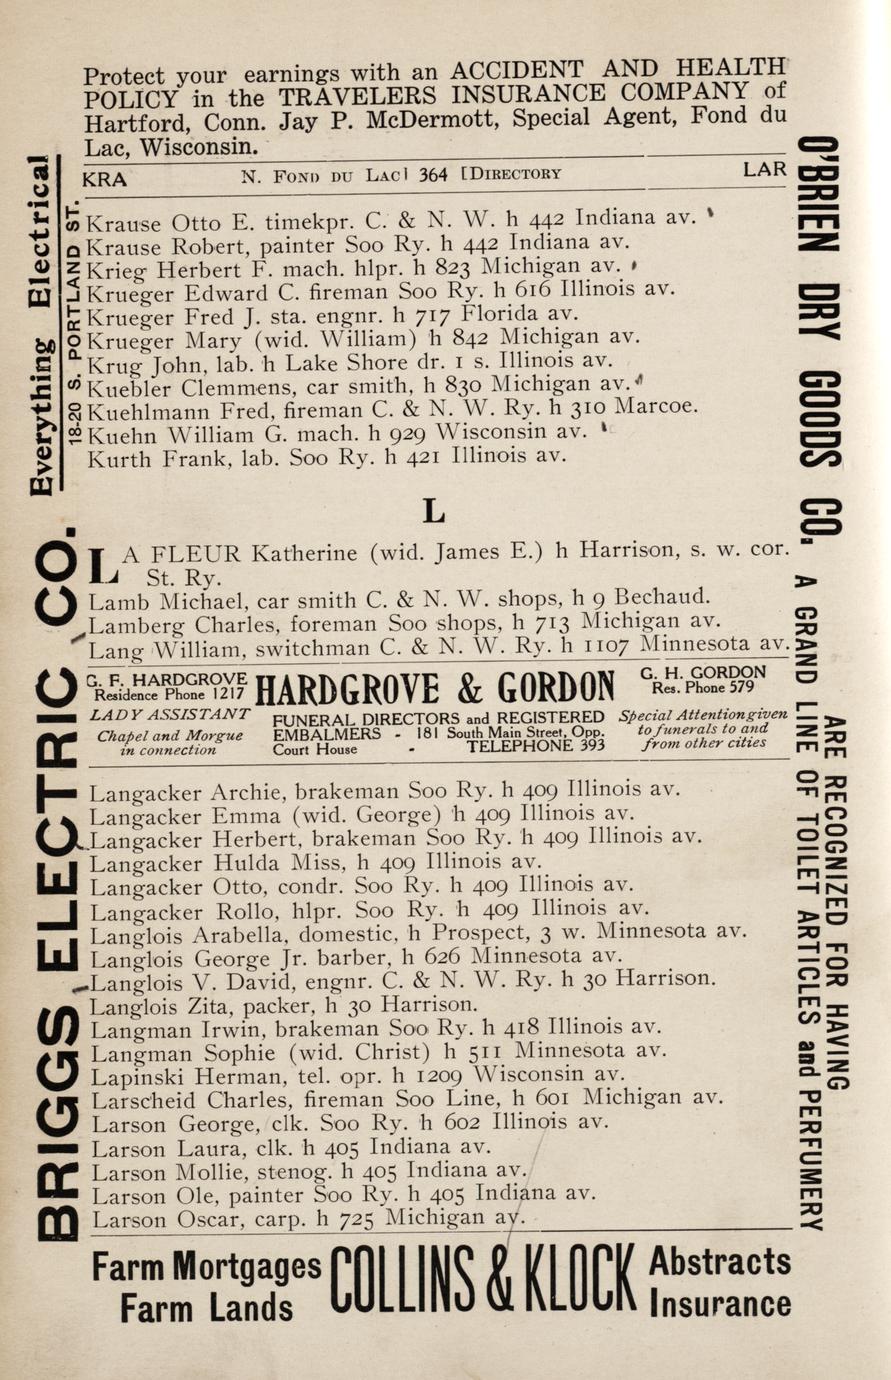 Protect your earnings with an ACCIDENT AND HEALTH
POLICY in the TRAVELERS INSURANCE COMPANY of
Hartford, Conn. Jay P. McDermott, Special Agent, Fond du
Lac, Wisconsin.
KRA N. FOND DU LAC] 364 [DIRECTORY LAR
Krause Otto E. timekpr. C. & N. W. h 442 Indiana av.
Krause Robert, painter Soo Ry. h 442 Indiana av.
Krieg Herbert F. mach. hlpr. h 823 Michigan av.
Krueger Edward C. fireman Soo Ry. h 616 Illinois av.
Krueger Fred J. sta. engnr. h 717 Florida av.
Krueger Mary (wid. William) h 842 Michigan av.
Krug John, lab. h Lake Shore dr. 1 s. Illinois av.
Kuebler Clemmens, car smith, h 830 Michigan av.
Kuehlmann Fred, fireman C. & N. W. Ry. h 310 Marcoe.
Kuehn William G. mach. h 929 Wisconsin av.
Kurth Frank, lab. Soo Ry. h 421 Illinois av.
L
LA FLEUR Katherine (wid. James E.) h Harrison, s. w. cor.
St. Ry.
Lamb Michael, car smith C. & N. W. shops, h 9 Bechaud.
Lamberg Charles, foreman Soo shops, h 713 Michigan av.
Lang William, switchman C. & N. W. Ry. h 1107 Minnesota av.
G. F. HARDGROVE
Residence Phone 1217
LADY ASSISTANT
Chapel and Morgue
in connection
HARDGROVE & GORDON
FUNERAL DIRECTORS and REGISTERED
EMBALMERS - 181 South Main Street, Opp.
Court House - TELEPHONE 393
G. H. GORDON
Res. Phone 579
Special Attention given
to funerals to and
from other cities
Langacker Archie, brakeman Soo Ry. h 409 Illinois av.
Langacker Emma (wid. George) h 409 Illinois av.
Langacker Herbert, brakeman Soo Ry. h 409 Illinois av.
Langacker Hulda Miss, h 409 Illinois av.
Langacker Otto, condr. Soo Ry. h 409 Illinois av.
Langacker Rollo, hlpr. Soo Ry. h 409 Illinois av.
Langlois Arabella, domestic, h Prospect, 3 w. Minnesota av.
Langlois George Jr. barber, h 626 Minnesota av.
Langlois V. David, engnr. C. & N. W. Ry. h 30 Harrison.
Langlois Zita, packer, h 30 Harrison.
Langman Irwin, brakeman Soo Ry. h 418 Illinois av.
Langman Sophie (wid. Christ) h 511 Minnesota av.
Lapinski Herman, tel. opr. h 1209 Wisconsin av.
Larscheid Charles, fireman Soo Line, h 601 Michigan av.
Larson George, clk. Soo Ry. h 602 Illinois av.
Larson Laura, clk. h 405 Indiana av.
Larson Mollie, stenog. h 405 Indiana av.
Larson Ole, painter Soo Ry. h 405 Indiana av.
Larson Oscar, carp. h 725 Michigan av.
Farm Mortgages
Farm Lands
COLLINS & KLOCK
Abstracts
Insurance
BRIGGS ELECTRIC CO.
Everything Electrical
18-20 S. PORTLAND ST.
O'BRIEN DRY GOODS CO.
ARE RECOGNIZED FOR HAVING
A GRAND LINE OF TOILET ARTICLES and PERFUMERY